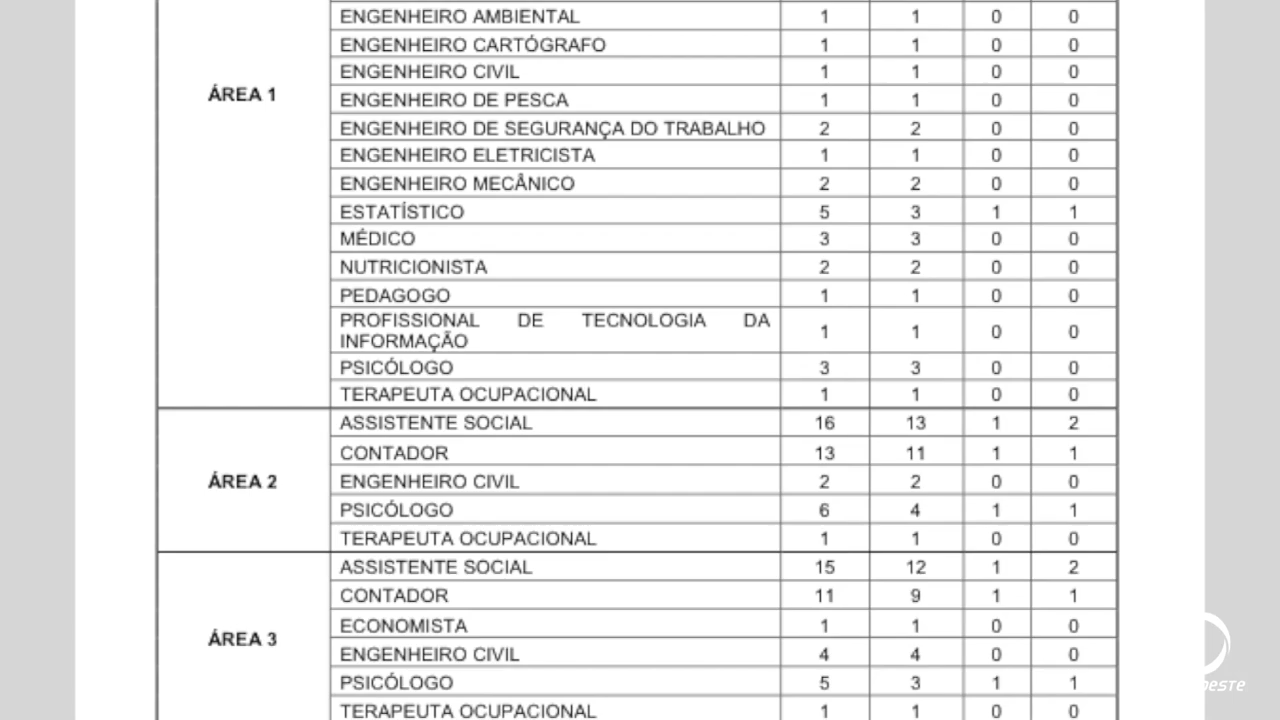 ENGENHEIRO AMBIENTAL 1 1 0 0
ENGENHEIRO CARTÓGRAFO 1 1 0 0
ENGENHEIRO CIVIL 1 1 0 0
ÁREA 1
ENGENHEIRO DE PESCA 1 1 0 0
ENGENHEIRO DE SEGURANÇA DO TRABALHO 2 2 0 0
ENGENHEIRO ELETRICISTA 1 1 0 0
ENGENHEIRO MECÂNICO 2 2 0 0
ESTATÍSTICO 5 3 1 1
MÉDICO 3 3 0 0
NUTRICIONISTA 2 2 0 0
PEDAGOGO 1 1 0 0
PROFISSIONAL DE TECNOLOGIA DA
INFORMAÇÃO 1 1 0 0
PSICÓLOGO 3 3 0 0
TERAPEUTA OCUPACIONAL 1 1 0 0
ASSISTENTE SOCIAL 16 13 1 2
CONTADOR 13 11 1 1
ÁREA 2 ENGENHEIRO CIVIL 2 2 0 0
PSICÓLOGO 6 4 1 1
TERAPEUTA OCUPACIONAL 1 1 0 0
ASSISTENTE SOCIAL 15 12 1 2
CONTADOR 11 9 1 1
ECONOMISTA 1 1 0 0
ÁREA 3
ENGENHEIRO CIVIL 4 4 0 0
PSICÓLOGO 5 3 1 1
TERAPEUTA OCUPACIONAL 1 1 0 0